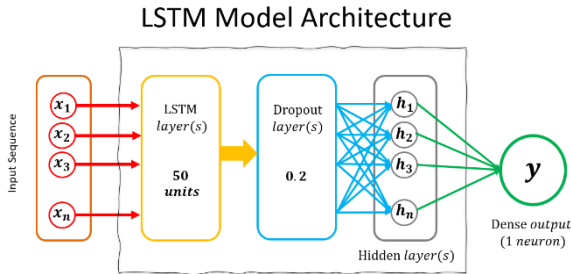 LSTM Model Architecture
Input Sequence
x₁
x₂
x₃
xₙ
LSTM
layer(s)
50
units
Dropout
layer(s)
0.2
h₁
h₂
h₃
hₙ
Hidden layer(s)
y
Dense output
(1 neuron)